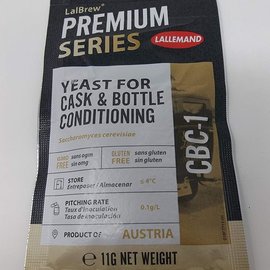 LalBrew®
PREMIUM
SERIES
LALLEMAND
YEAST FOR
CASK & BOTTLE
CONDITIONING
Saccharomyces cerevisiae
GMO FREE sans ogm sin omg
GLUTEN FREE sans gluten sin gluten
STORE
Entreposer / Almacenar
≤ 4°C
PITCHING RATE
Taux d'inoculation
Tasa de inoculación
0.1g/L
PRODUCT OF AUSTRIA
e 11G NET WEIGHT
CBC-1